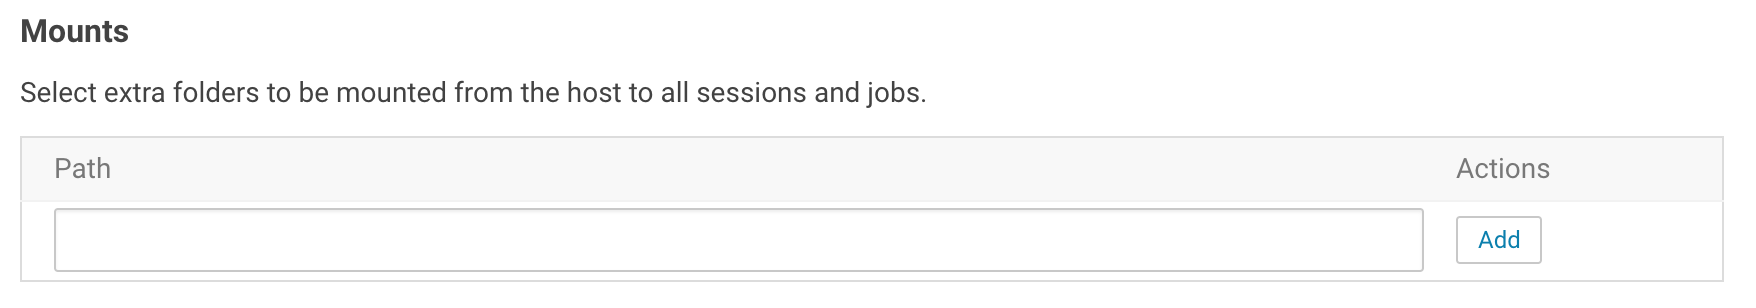 Mounts
Select extra folders to be mounted from the host to all sessions and jobs.
Path Actions
Add